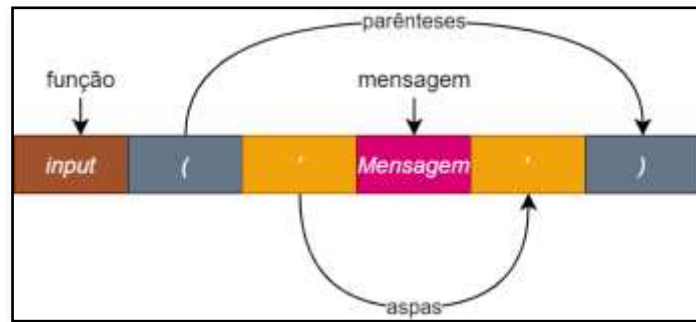 parênteses
função
mensagem
input ( ' Mensagem ' )
aspas